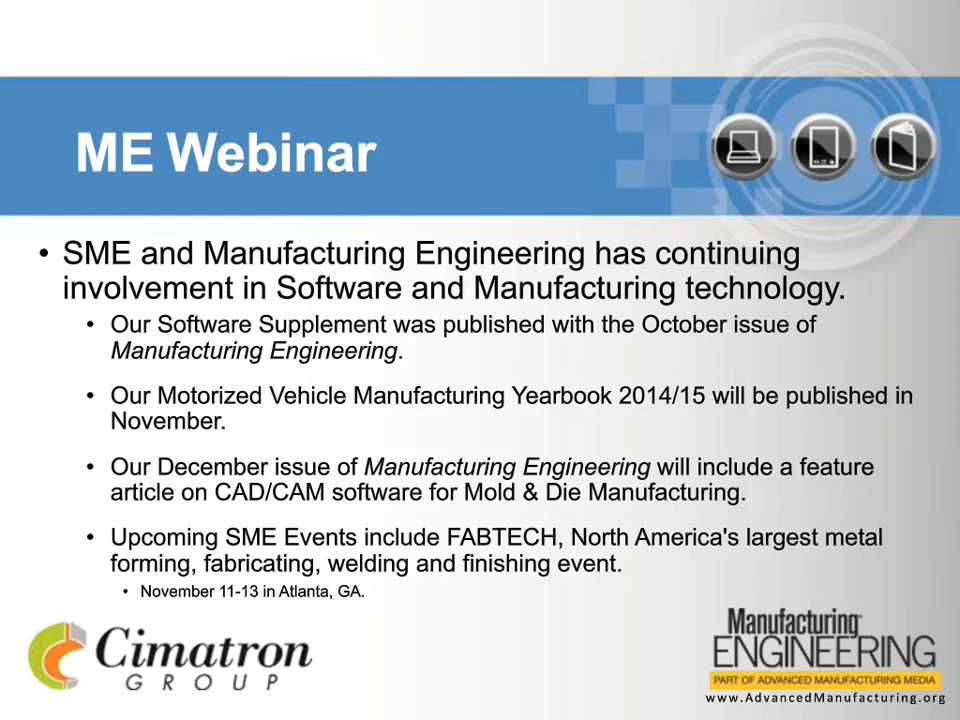 ME Webinar
• SME and Manufacturing Engineering has continuing
involvement in Software and Manufacturing technology.
• Our Software Supplement was published with the October issue of
Manufacturing Engineering.
• Our Motorized Vehicle Manufacturing Yearbook 2014/15 will be published in
November.
• Our December issue of Manufacturing Engineering will include a feature
article on CAD/CAM software for Mold & Die Manufacturing.
• Upcoming SME Events include FABTECH, North America's largest metal
forming, fabricating, welding and finishing event.
• November 11-13 in Atlanta, GA.
Cimatron
GROUP
Manufacturing
ENGINEERING
PART OF ADVANCED MANUFACTURING MEDIA
www.AdvancedManufacturing.org